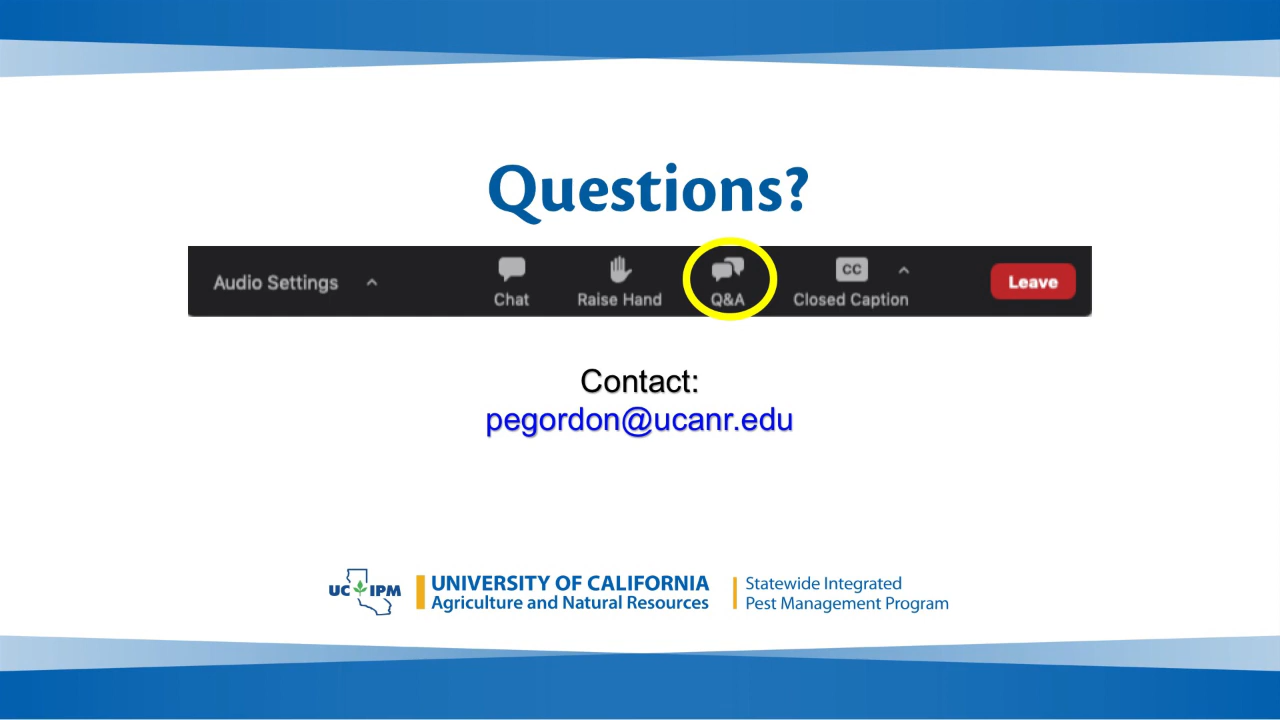 Questions?
Audio Settings
Chat
Raise Hand
Q&A
CC
Closed Caption
Leave
Contact:
pegordon@ucanr.edu
UC IPM
UNIVERSITY OF CALIFORNIA
Agriculture and Natural Resources
Statewide Integrated
Pest Management Program